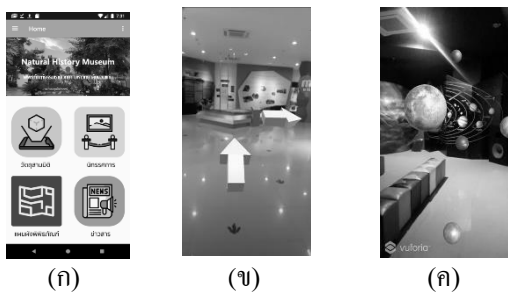 7:31
Home
Natural History Museum
วัตถุสามมิติ
นิทรรศการ
NEWS
แผนผังพิพิธภัณฑ์
ข่าวสาร
vuforia
(ก)
(ข)
(ค)